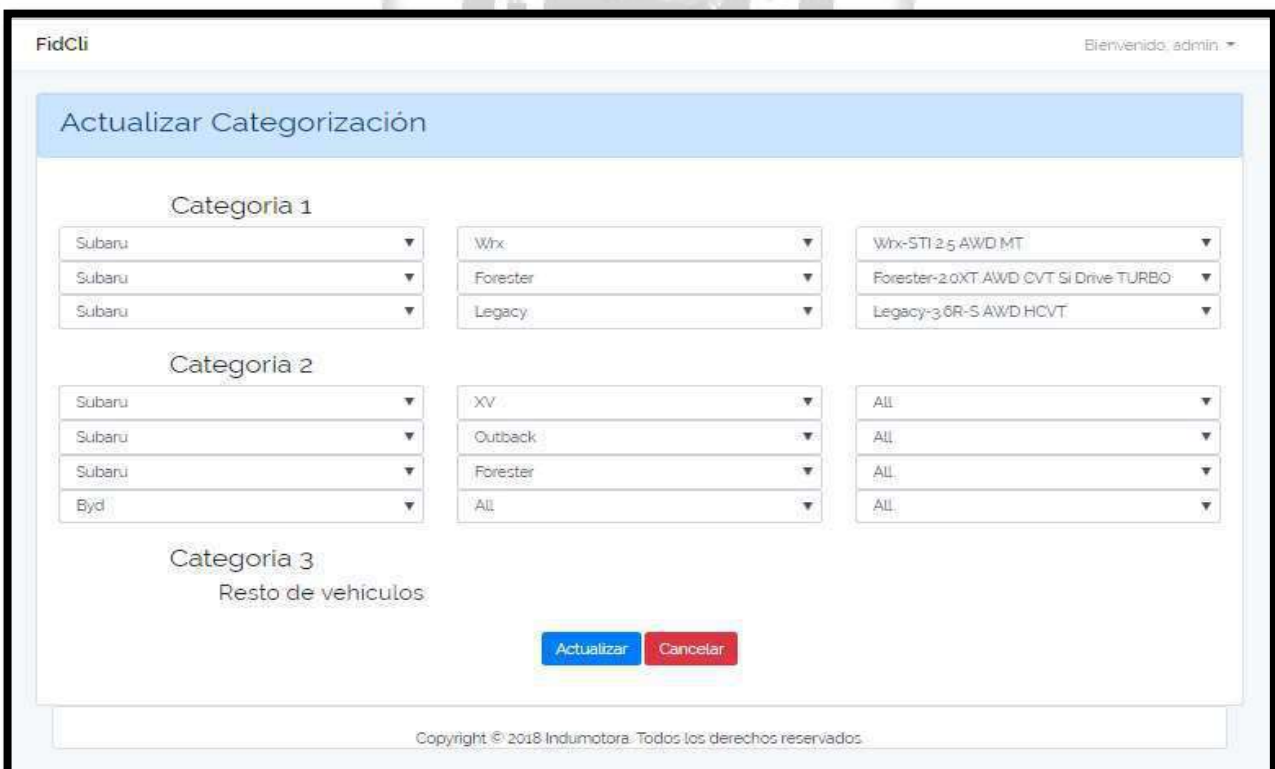 FidCli
Bienvenido, admin
Actualizar Categorización
Categoria 1
Subaru Wrx Wrx-STI 2.5 AWD MT
Subaru Forester Forester-2.0XT AWD CVT Si Drive TURBO
Subaru Legacy Legacy-3.6R-S AWD HCVT
Categoria 2
Subaru XV All
Subaru Outback All
Subaru Forester All
Byd All All
Categoria 3
Resto de vehículos
Actualizar Cancelar
Copyright © 2018 Indumotora. Todos los derechos reservados.